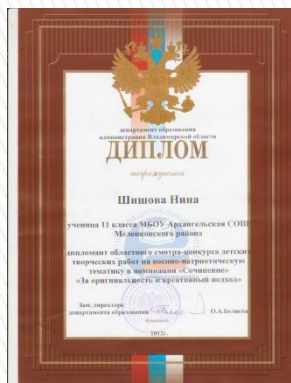 департамент образования
администрации Владимирской области
ДИПЛОМ
награждается
Шишова Нина
ученица 11 класса МБОУ Архангельская СОШ
Меленковского района
дипломант областного смотра-конкурса детских
творческих работ на военно-патриотическую
тематику в номинации «Сочинение»
«За оригинальность и креативный подход»
Зам. директора
департамента образования О.А.Беляева
2012г.